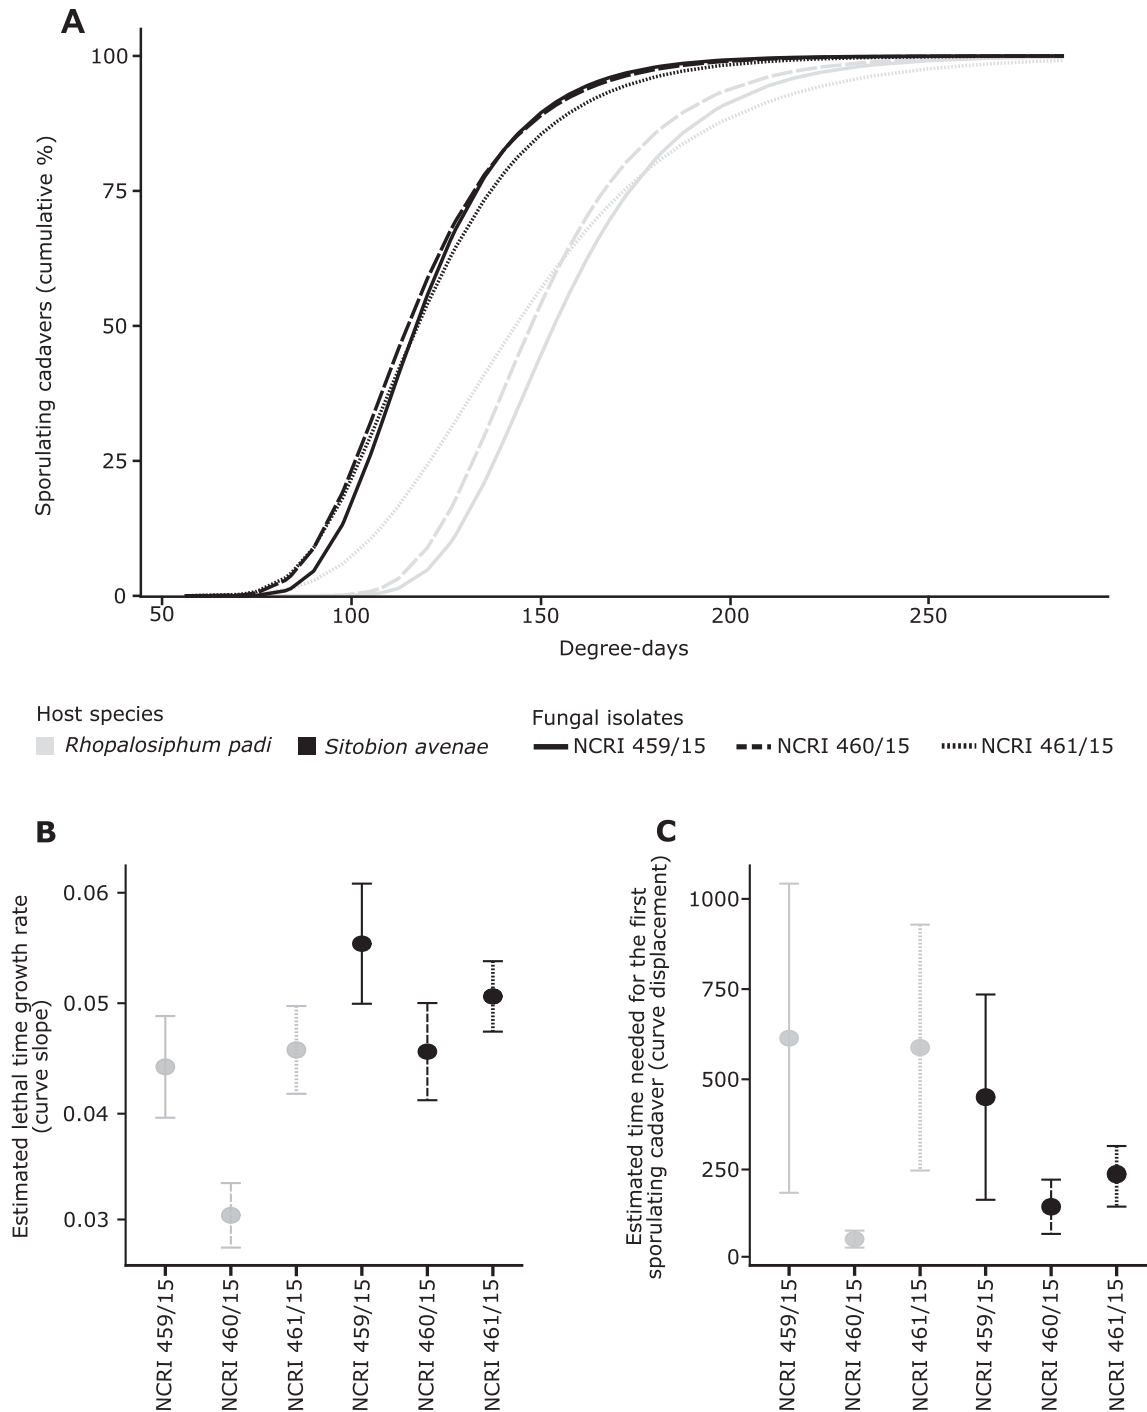 A
Sporulating cadavers (cumulative %)
100
75
50
25
0
50 100 150 200 250
Degree-days
Host species
Rhopalosiphum padi Sitobion avenae
Fungal isolates
NCRI 459/15 NCRI 460/15 NCRI 461/15
B
Estimated lethal time growth rate
(curve slope)
0.06
0.05
0.04
0.03
NCRI 459/15
NCRI 460/15
NCRI 461/15
NCRI 459/15
NCRI 460/15
NCRI 461/15
C
Estimated time needed for the first
sporulating cadaver (curve displacement)
1000
750
500
250
0
NCRI 459/15
NCRI 460/15
NCRI 461/15
NCRI 459/15
NCRI 460/15
NCRI 461/15